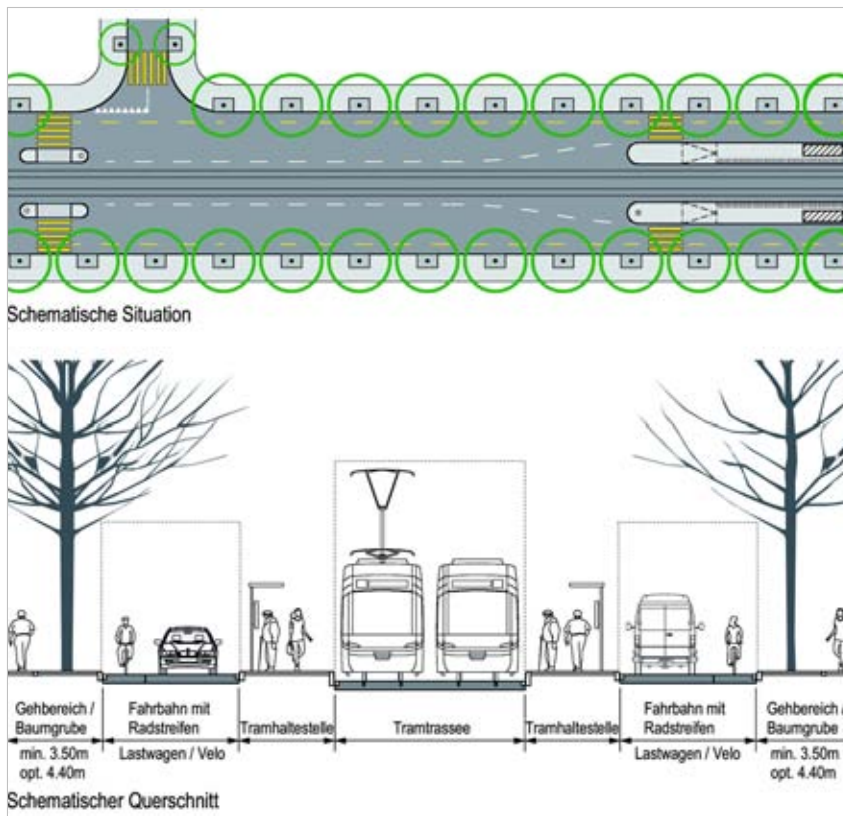 Schematische Situation
Gehbereich /
Baumgrube
min. 3.50m
opt. 4.40m
Fahrbahn mit
Radstreifen
Lastwagen / Velo
Tramhaltestelle
Tramtrassee
Tramhaltestelle
Fahrbahn mit
Radstreifen
Lastwagen / Velo
Gehbereich /
Baumgrube
min. 3.50m
opt. 4.40m
Schematischer Querschnitt